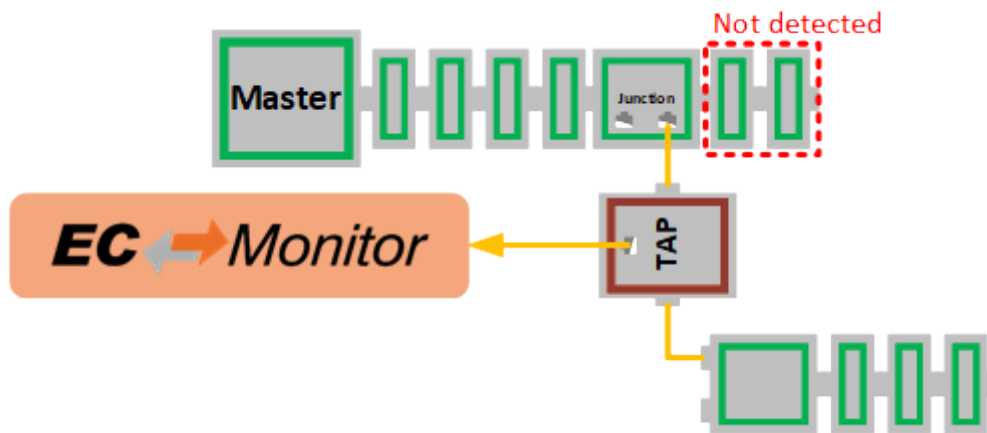 Not detected
Master
Junction
EC Monitor
TAP